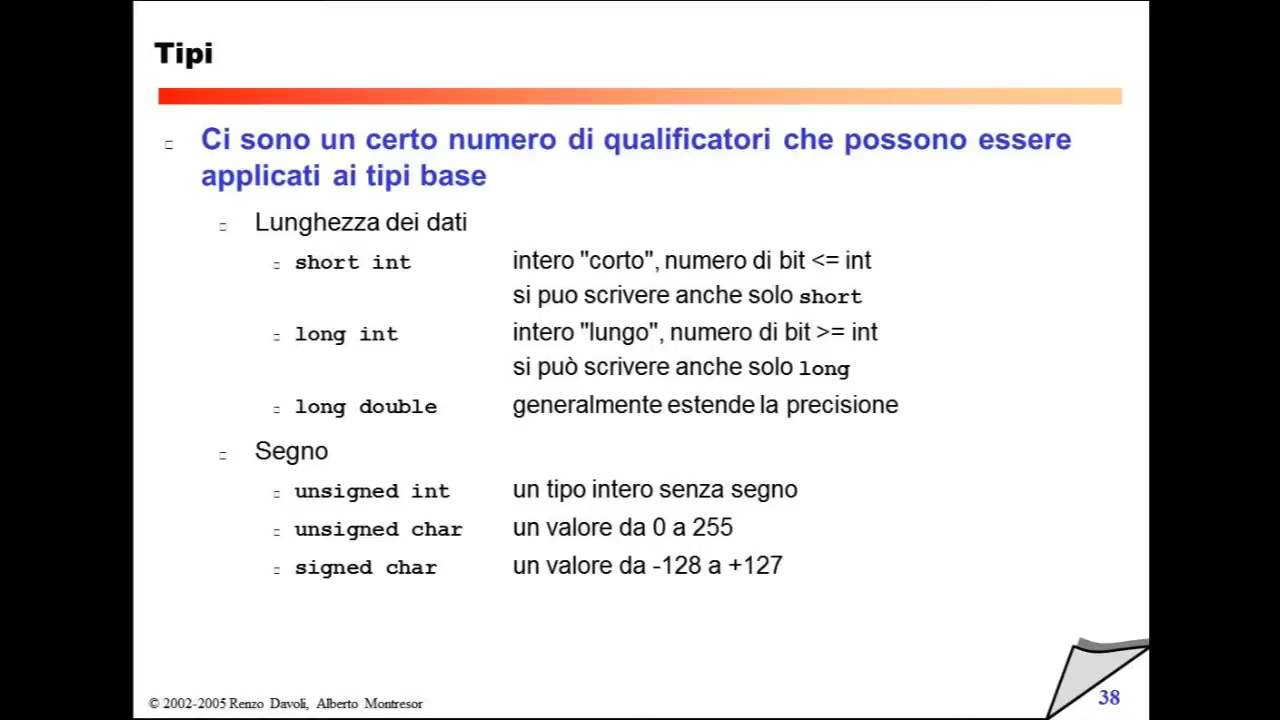 Tipi
Ci sono un certo numero di qualificatori che possono essere
applicati ai tipi base
Lunghezza dei dati
short int intero "corto", numero di bit <= int
si puo scrivere anche solo short
long int intero "lungo", numero di bit >= int
si può scrivere anche solo long
long double generalmente estende la precisione
Segno
unsigned int un tipo intero senza segno
unsigned char un valore da 0 a 255
signed char un valore da -128 a +127
© 2002-2005 Renzo Davoli, Alberto Montresor
38